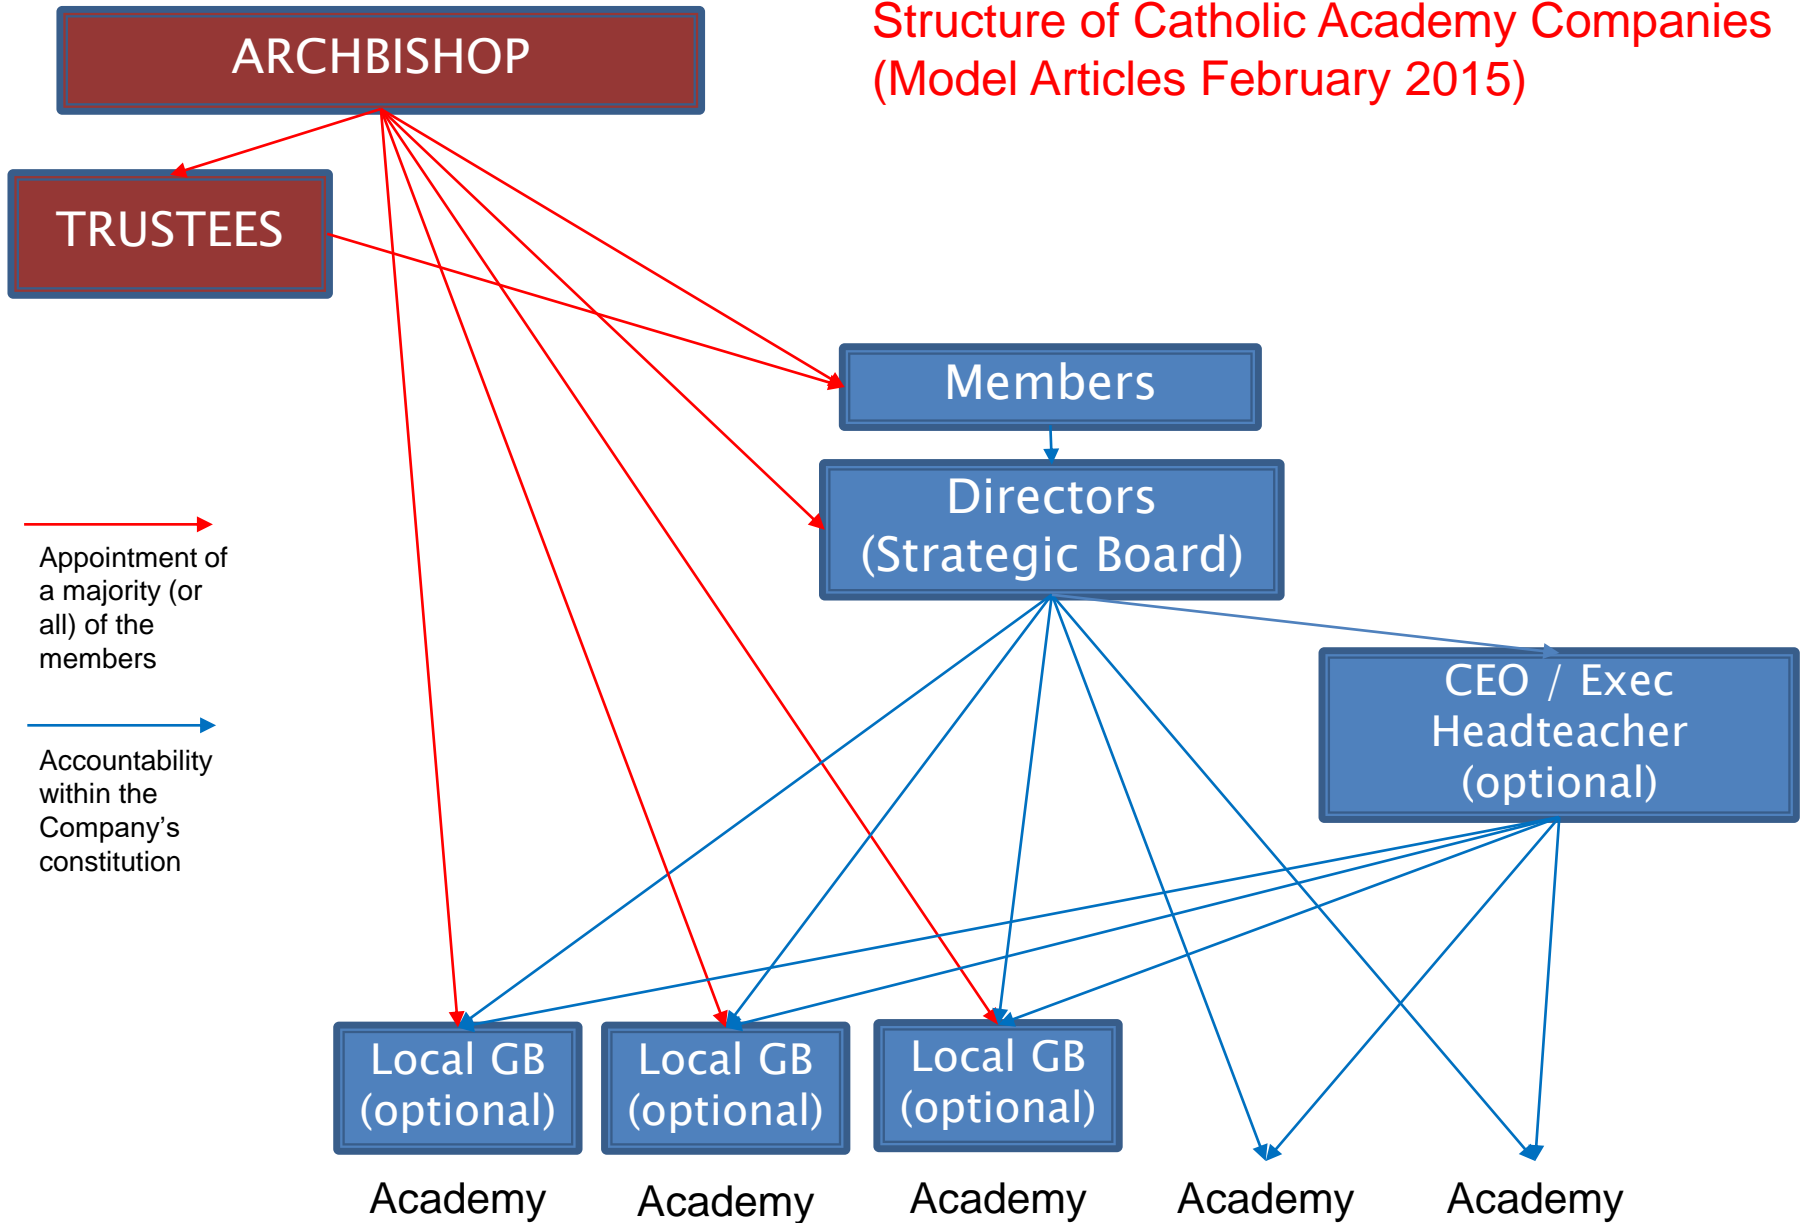 Structure of Catholic Academy Companies
(Model Articles February 2015)
ARCHBISHOP
TRUSTEES
Members
Directors
(Strategic Board)
Appointment of
a majority (or
all) of the
members
CEO / Exec
Headteacher
(optional)
Accountability
within the
Company’s
constitution
Local GB
(optional)
Local GB
(optional)
Local GB
(optional)
Academy
Academy
Academy
Academy
Academy